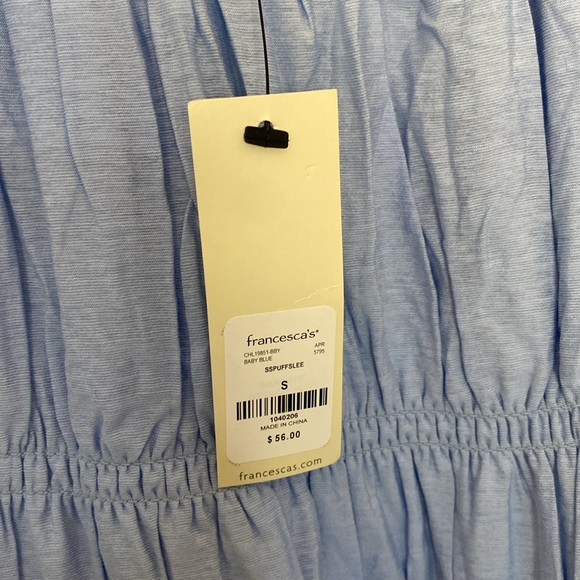 francesca's®
CHL19851-BBY APR
BABY BLUE 5795
SSPUFFSLEE
S
1040206
MADE IN CHINA
$ 56.00
francescas.com